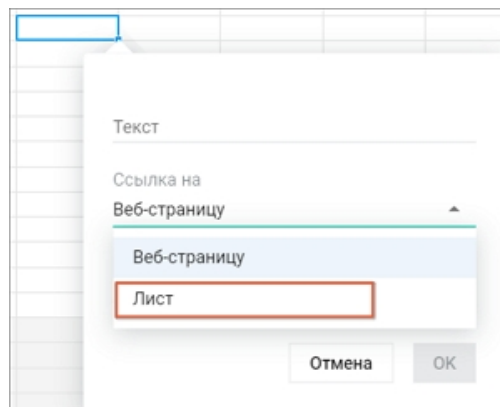 Текст
Ссылка на
Веб-страницу
Веб-страницу
Лист
Отмена
OK